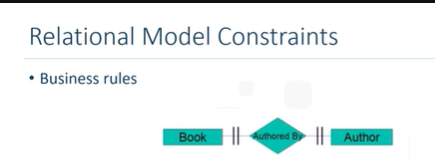 Relational Model Constraints
• Business rules
Book Authored By Author